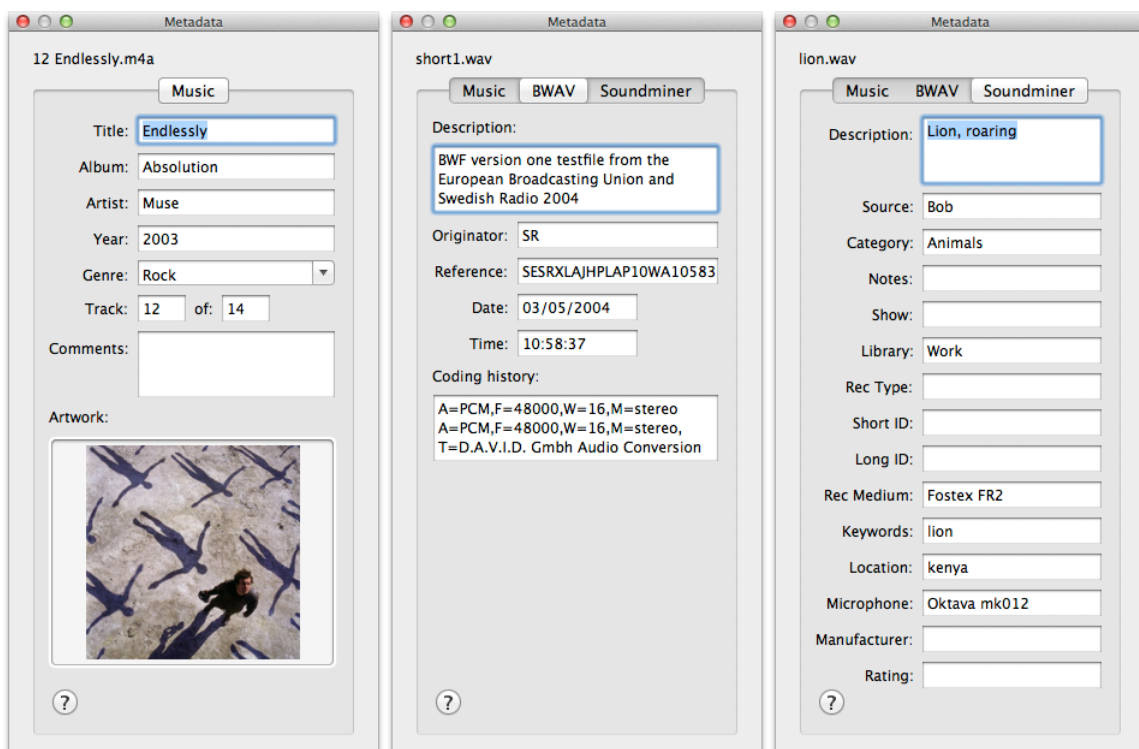 Metadata
12 Endlessly.m4a
Music
Title: Endlessly
Album: Absolution
Artist: Muse
Year: 2003
Genre: Rock
Track: 12 of: 14
Comments:
Artwork:
?
Metadata
short1.wav
Music BWAV Soundminer
Description:
BWF version one testfile from the
European Broadcasting Union and
Swedish Radio 2004
Originator: SR
Reference: SESRXLAJHPLAP10WA10583
Date: 03/05/2004
Time: 10:58:37
Coding history:
A=PCM,F=48000,W=16,M=stereo
A=PCM,F=48000,W=16,M=stereo,
T=D.A.V.I.D. Gmbh Audio Conversion
?
Metadata
lion.wav
Music BWAV Soundminer
Description: Lion, roaring
Source: Bob
Category: Animals
Notes:
Show:
Library: Work
Rec Type:
Short ID:
Long ID:
Rec Medium: Fostex FR2
Keywords: lion
Location: kenya
Microphone: Oktava mk012
Manufacturer:
Rating:
?